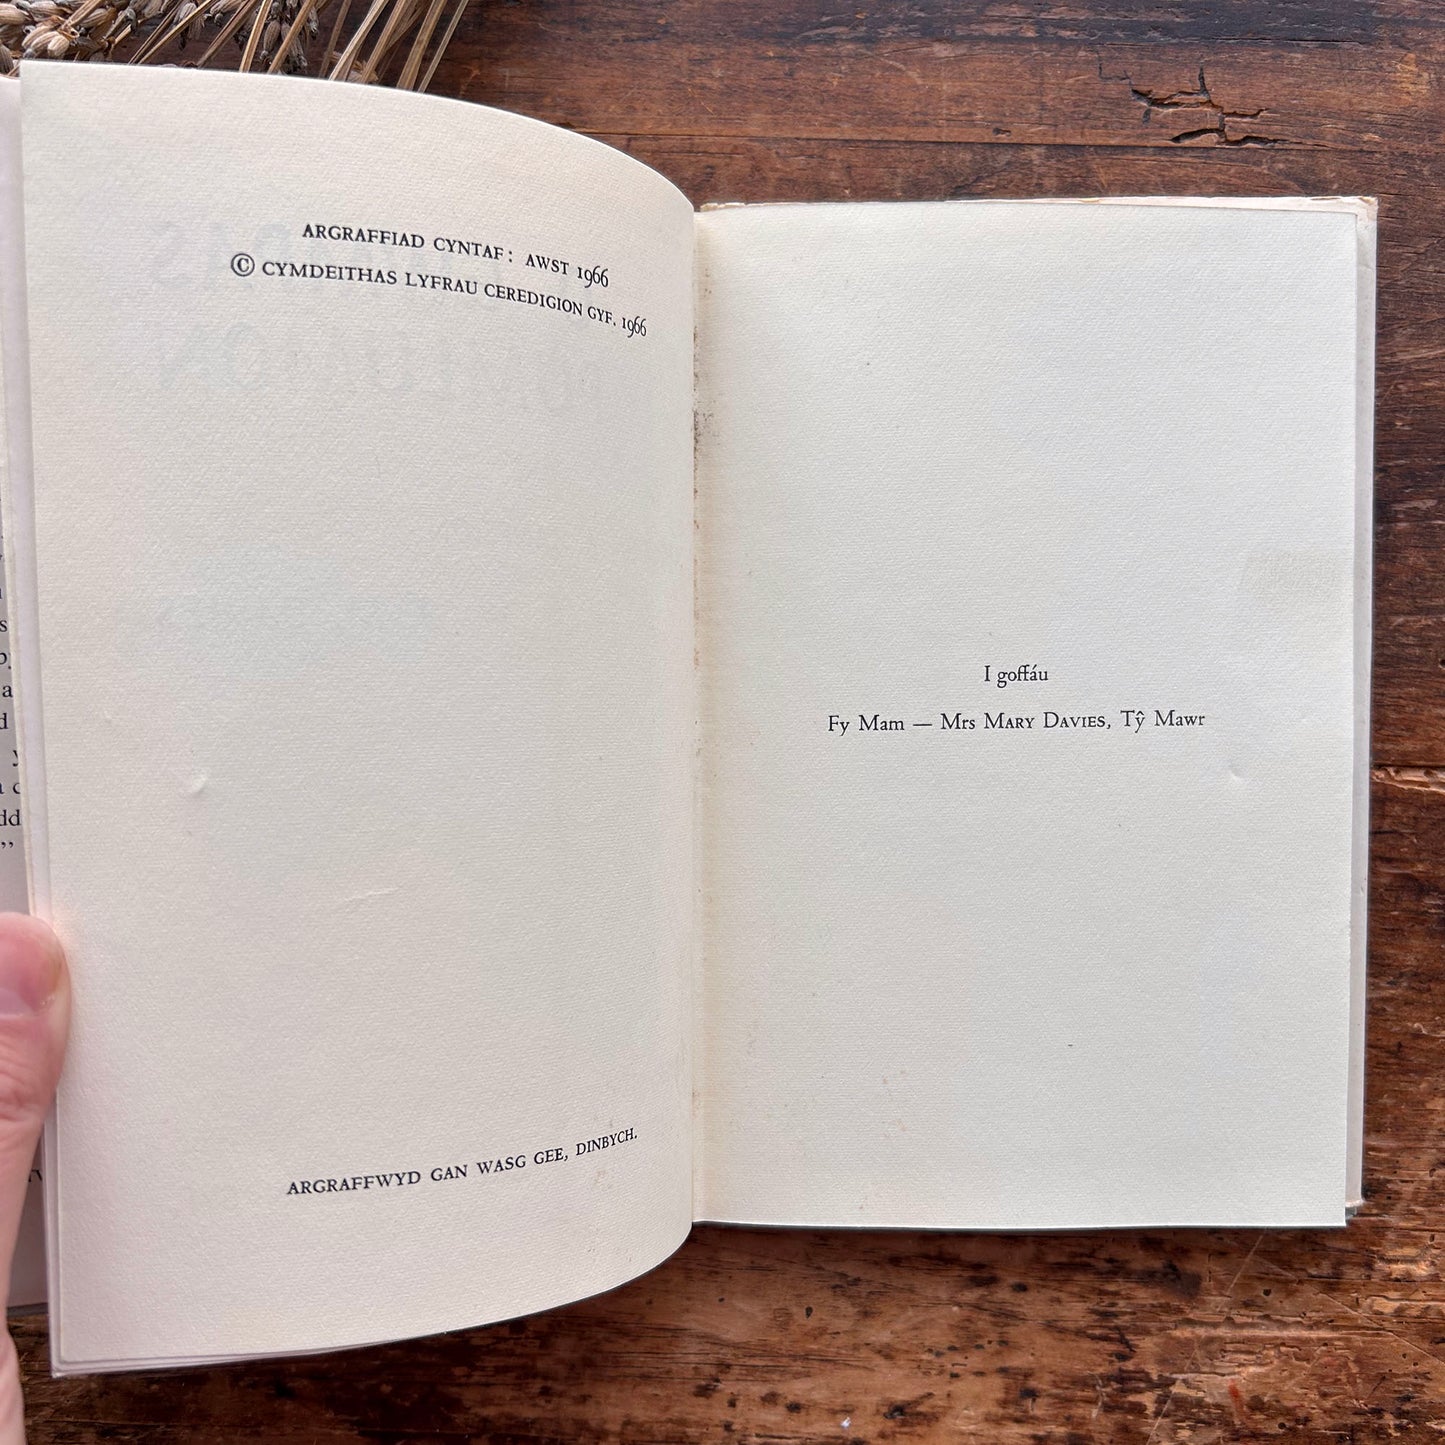 ARGRAFFIAD CYNTAF: AWST 1966
© CYMDEITHAS LYFRAU CEREDIGION GYF. 1966
ARGRAFFWYD GAN WASG GEE, DINBYCH.
I goffáu
Fy Mam — Mrs MARY DAVIES, Tŷ Mawr